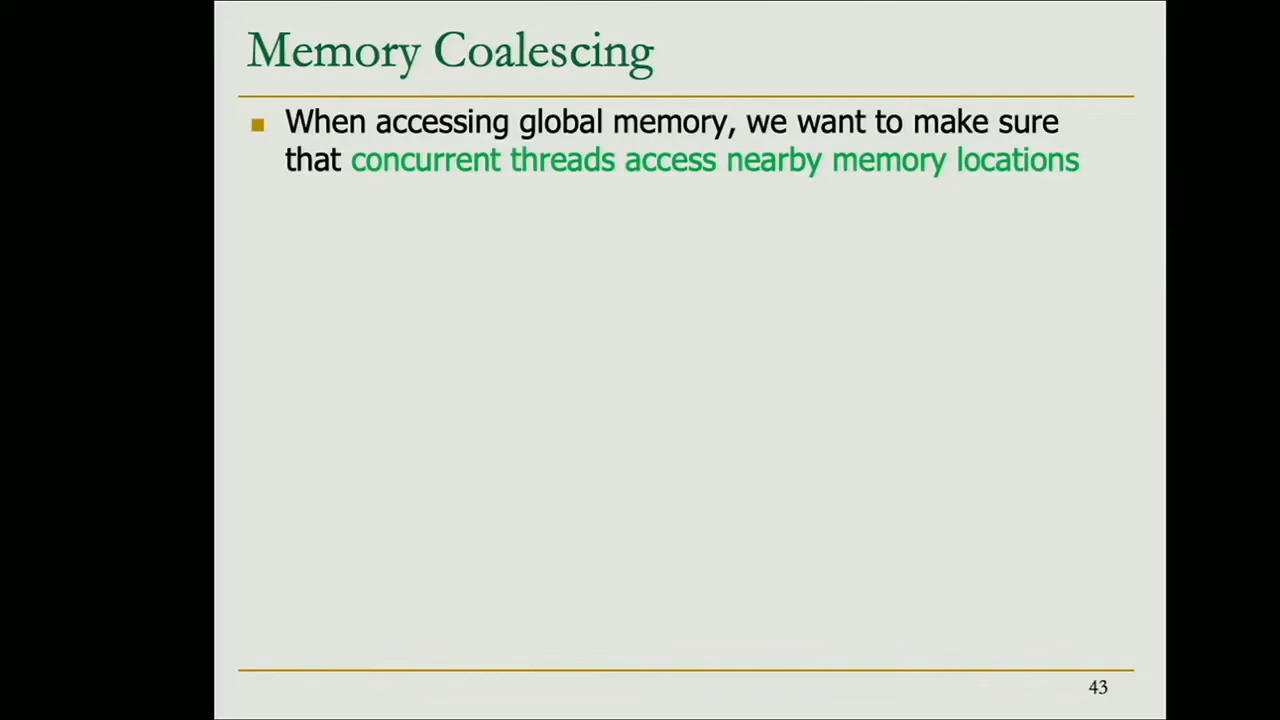 Memory Coalescing
When accessing global memory, we want to make sure
that concurrent threads access nearby memory locations
43